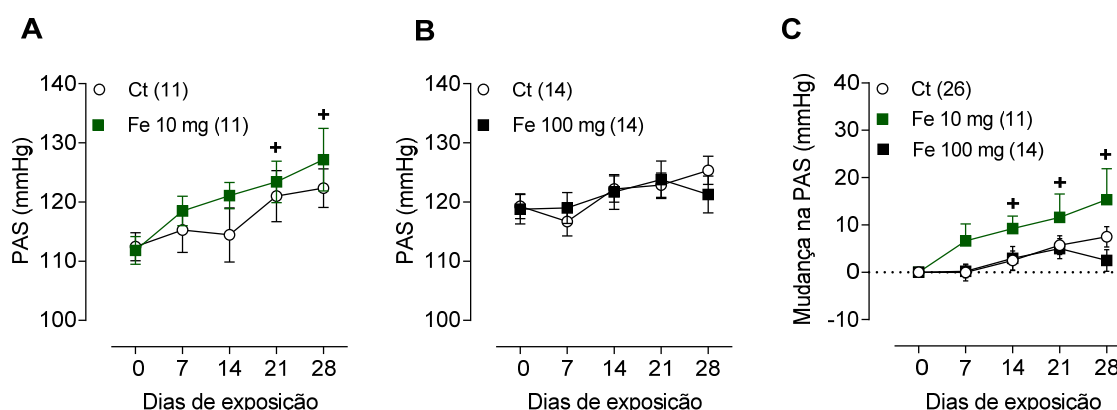 A
PAS (mmHg)
140
130
120
110
100
Ct (11)
Fe 10 mg (11)
+
+
0 7 14 21 28
Dias de exposição
B
PAS (mmHg)
140
130
120
110
100
Ct (14)
Fe 100 mg (14)
0 7 14 21 28
Dias de exposição
C
Mudança na PAS (mmHg)
40
30
20
10
0
-10
Ct (26)
Fe 10 mg (11)
Fe 100 mg (14)
+
+
+
0 7 14 21 28
Dias de exposição